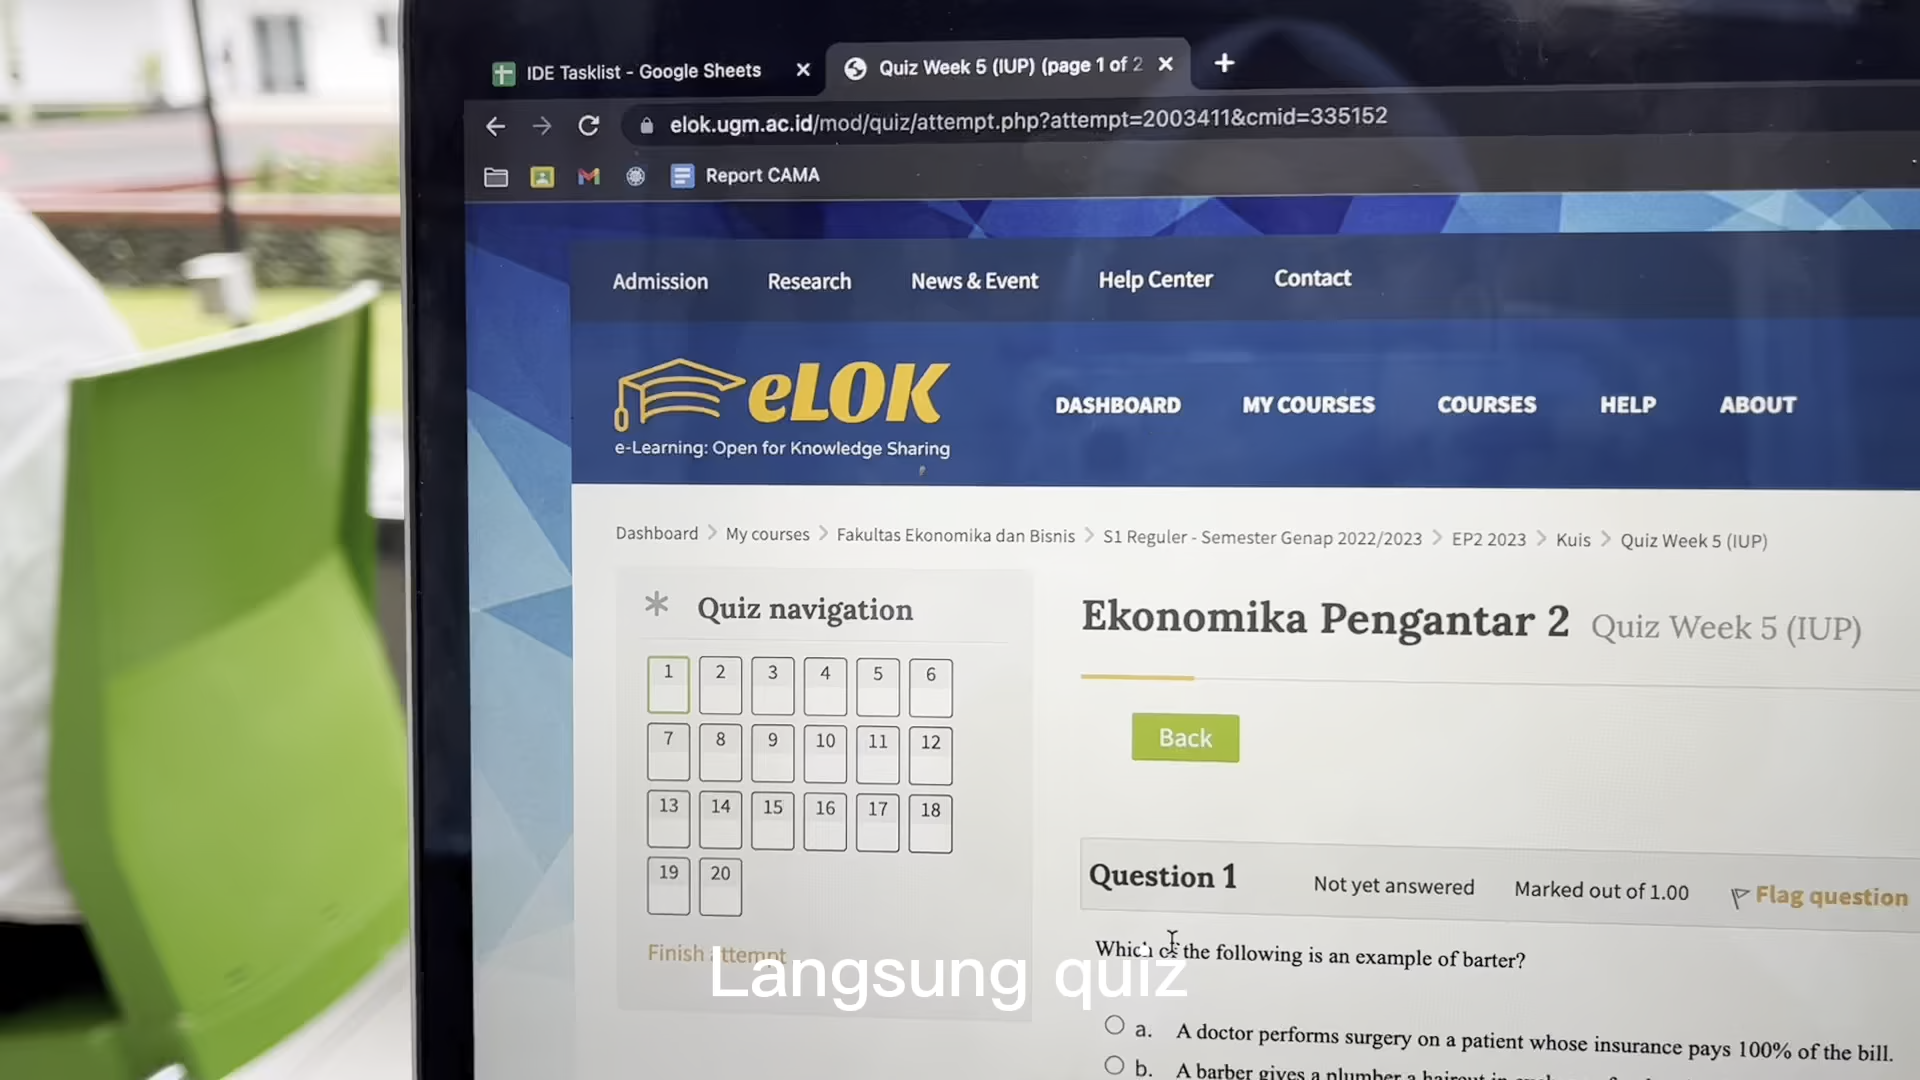 IDE Tasklist - Google Sheets
Quiz Week 5 (IUP) (page 1 of 2
elok.ugm.ac.id/mod/quiz/attempt.php?attempt=2003411&cmid=335152
Report CAMA
Admission Research News & Event Help Center Contact
eLOK
e-Learning: Open for Knowledge Sharing
DASHBOARD MY COURSES COURSES HELP ABOUT
Dashboard > My courses > Fakultas Ekonomika dan Bisnis > S1 Reguler - Semester Genap 2022/2023 > EP2 2023 > Kuis > Quiz Week 5 (IUP)
Quiz navigation
1 2 3 4 5 6
7 8 9 10 11 12
13 14 15 16 17 18
19 20
Finish attempt
Ekonomika Pengantar 2 Quiz Week 5 (IUP)
Back
Question 1 Not yet answered Marked out of 1.00 Flag question
Which of the following is an example of barter?
a. A doctor performs surgery on a patient whose insurance pays 100% of the bill.
b. A barber gives a plumber a haircut in
Langsung quiz